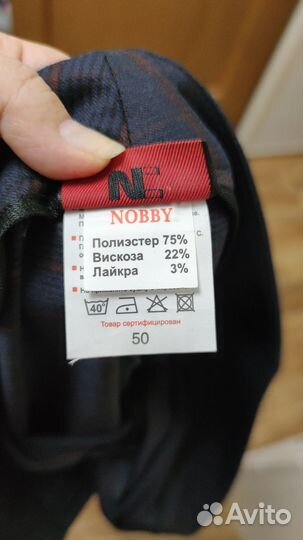 NE
NOBBY
Полиэстер 75%
Вискоза 22%
Лайкра 3%
40°
Товар сертифицирован
50
Avito